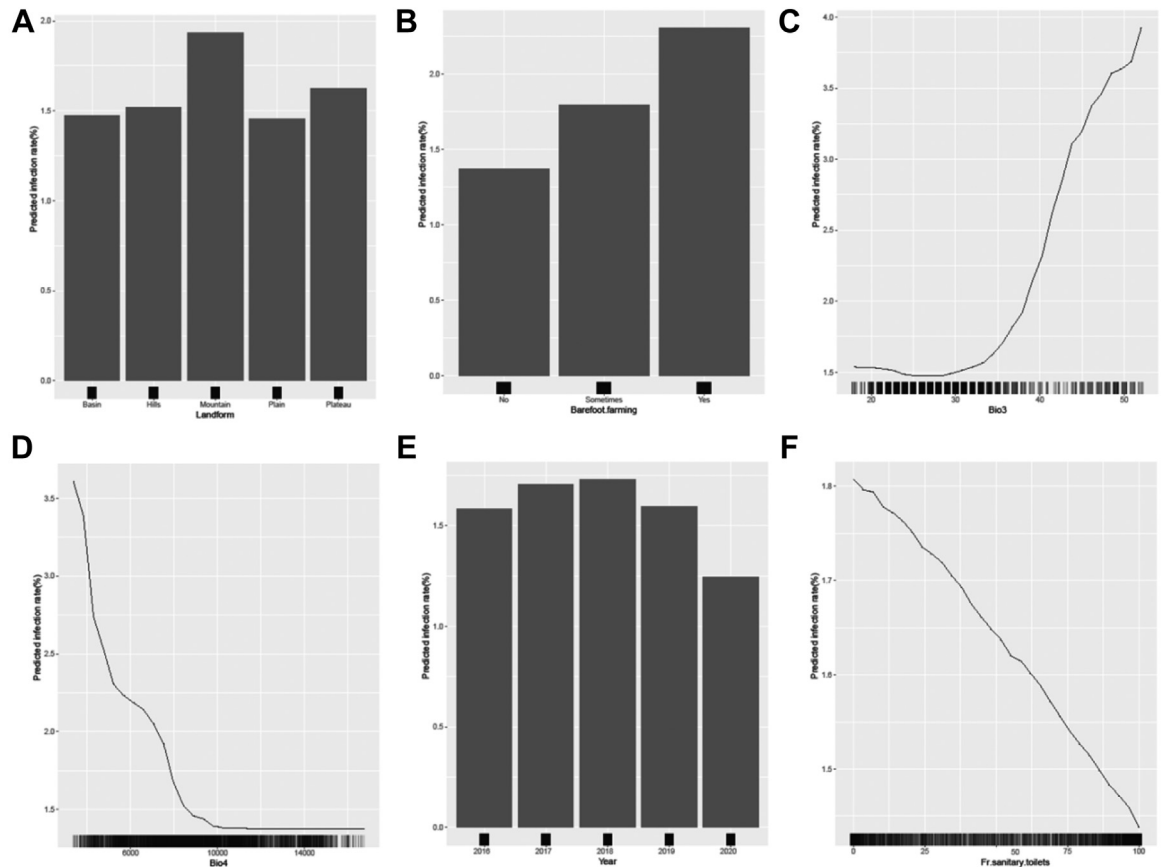 A
Predicted infection rate(%)
2.0
1.5
1.0
0.5
0.0
Basin Hills Mountain Plain Plateau
Landform
B
Predicted infection rate(%)
2.0
1.5
1.0
0.5
0.0
No Sometimes Yes
Barefoot.farming
C
Predicted infection rate(%)
4.0
3.5
3.0
2.5
2.0
1.5
20 30 40 50
Bio3
D
Predicted infection rate(%)
3.5
3.0
2.5
2.0
1.5
6000 10000 14000
Bio4
E
Predicted infection rate(%)
1.5
1.0
0.5
0.0
2016 2017 2018 2019 2020
Year
F
Predicted infection rate(%)
1.8
1.7
1.6
1.5
0 25 50 75 100
Fr.sanitary.toilets